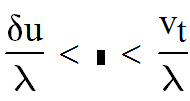 δu/λ < ▪ < v_t/λ